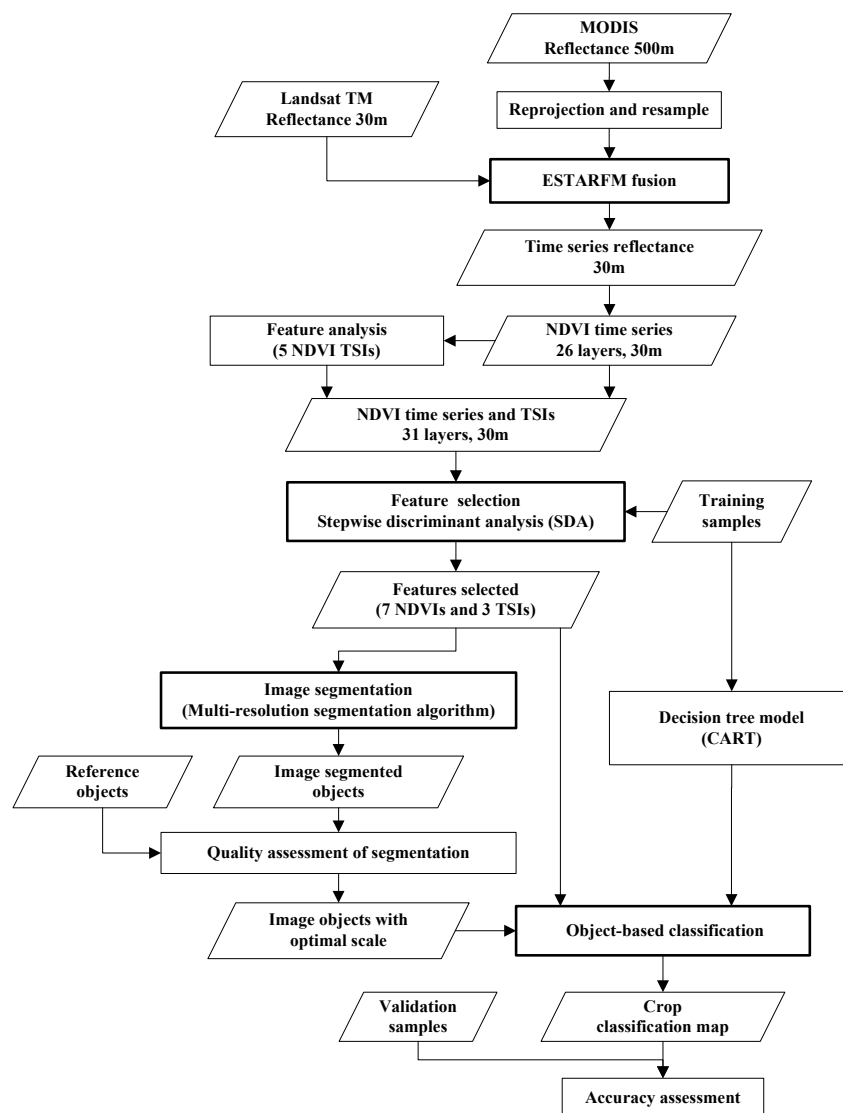 MODIS
Reflectance 500m
Landsat TM
Reflectance 30m
Reprojection and resample
ESTARFM fusion
Time series reflectance
30m
Feature analysis
(5 NDVI TSIs)
NDVI time series
26 layers, 30m
NDVI time series and TSIs
31 layers, 30m
Feature selection
Stepwise discriminant analysis (SDA)
Training
samples
Features selected
(7 NDVIs and 3 TSIs)
Image segmentation
(Multi-resolution segmentation algorithm)
Decision tree model
(CART)
Reference
objects
Image segmented
objects
Quality assessment of segmentation
Image objects with
optimal scale
Object-based classification
Validation
samples
Crop
classification map
Accuracy assessment